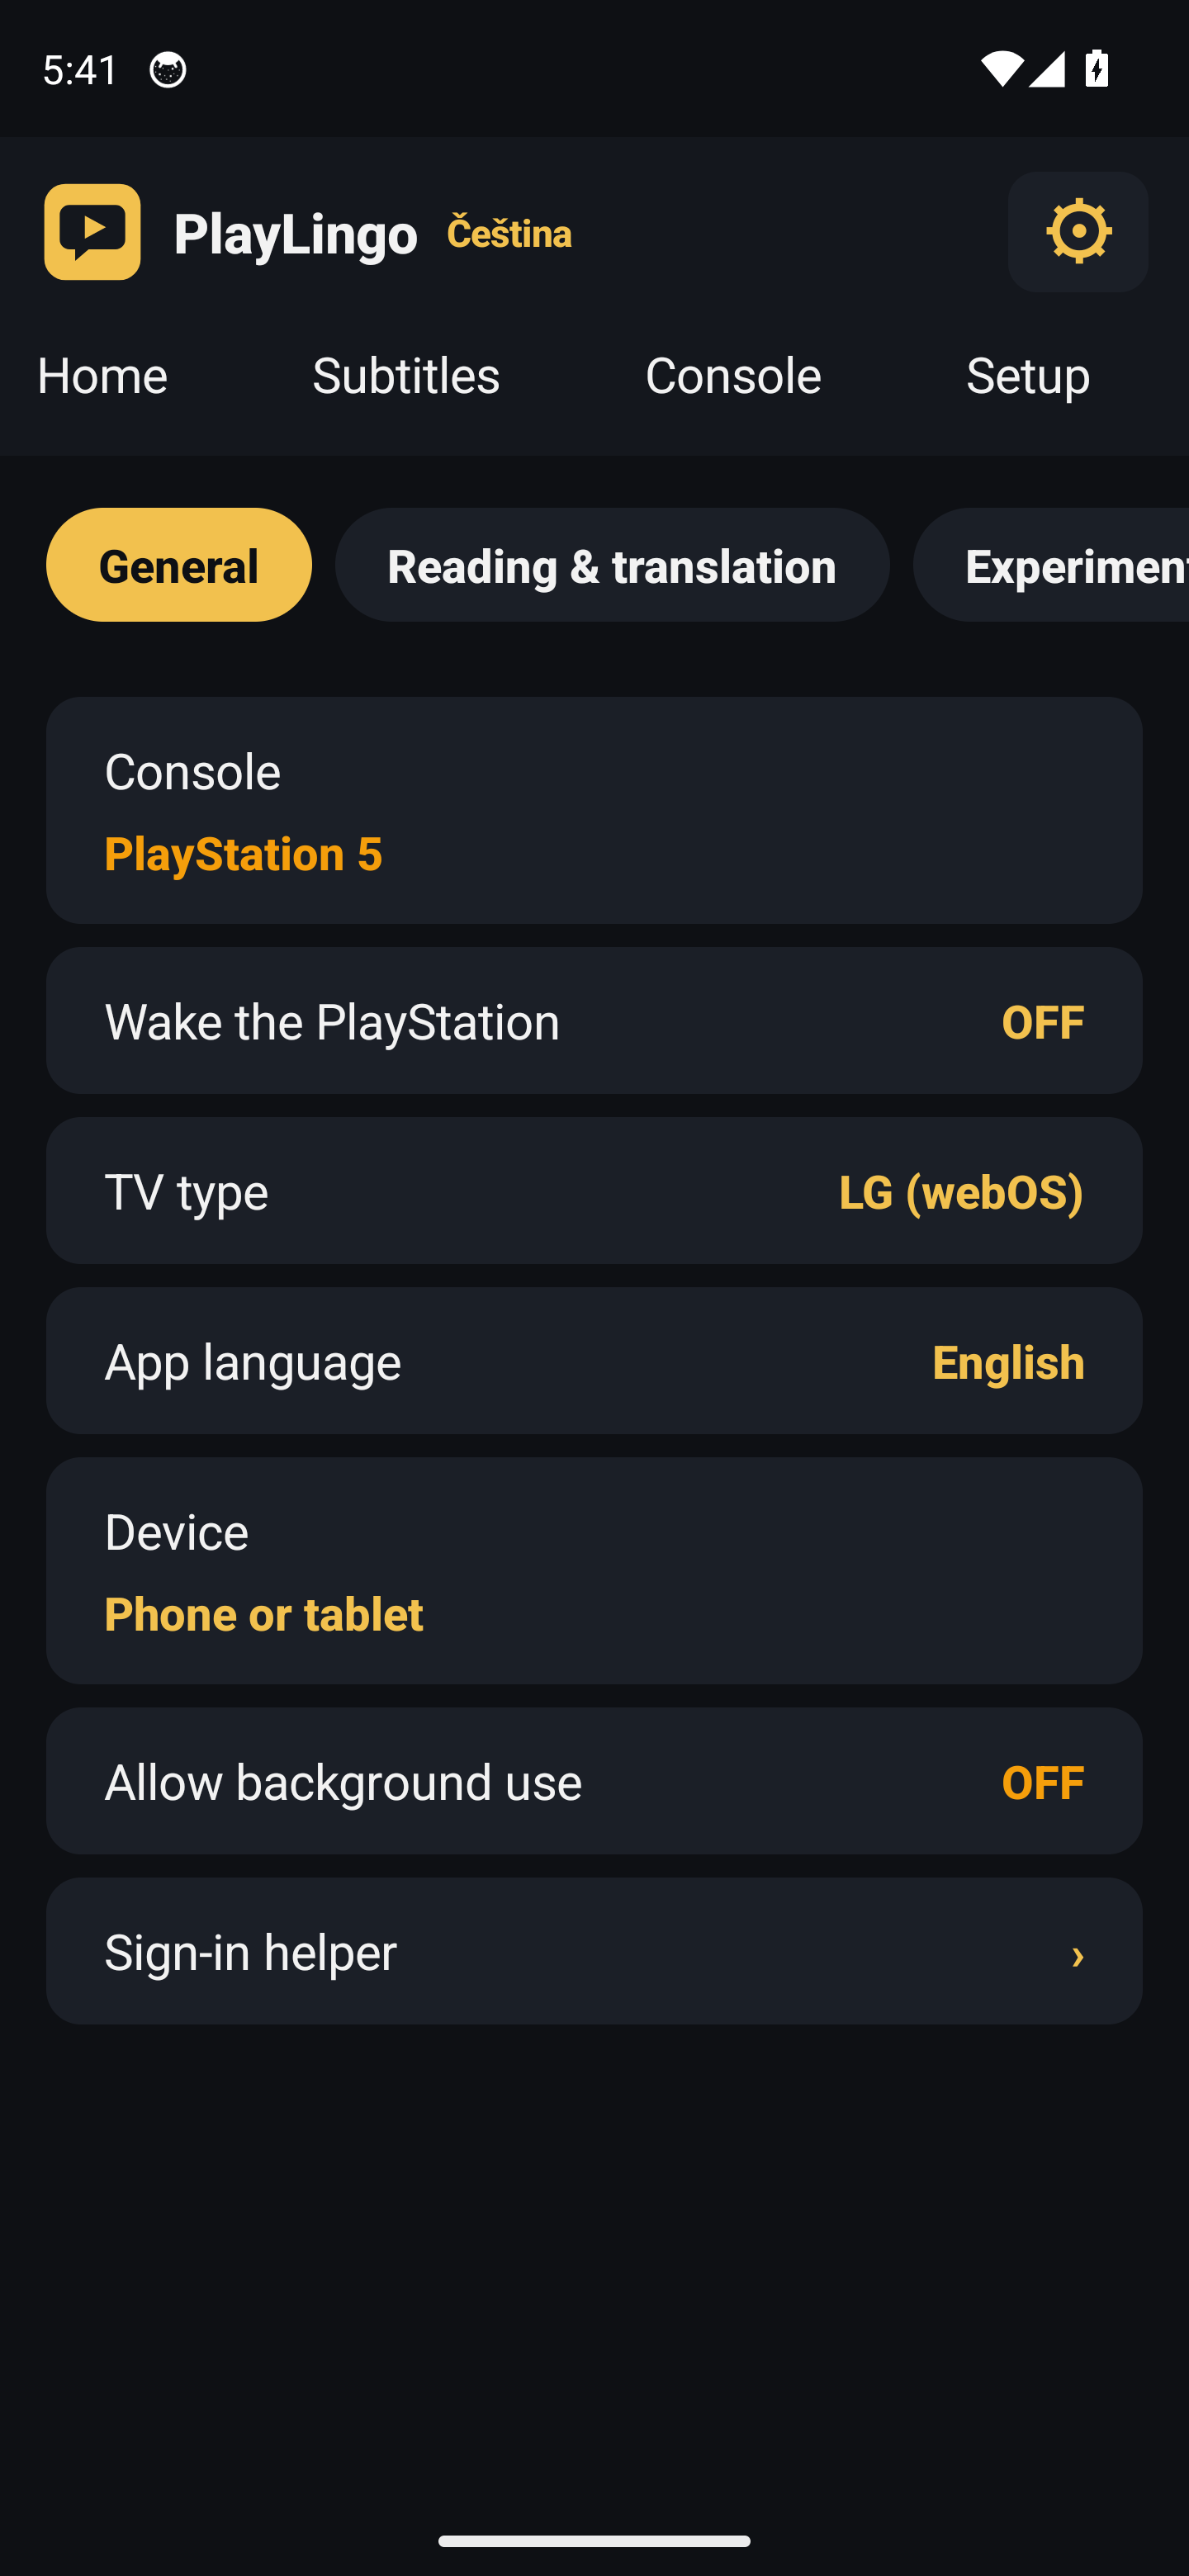 5:41
PlayLingo Čeština
Home Subtitles Console Setup
General Reading & translation Experiment
Console
PlayStation 5
Wake the PlayStation OFF
TV type LG (webOS)
App language English
Device
Phone or tablet
Allow background use OFF
Sign-in helper ›